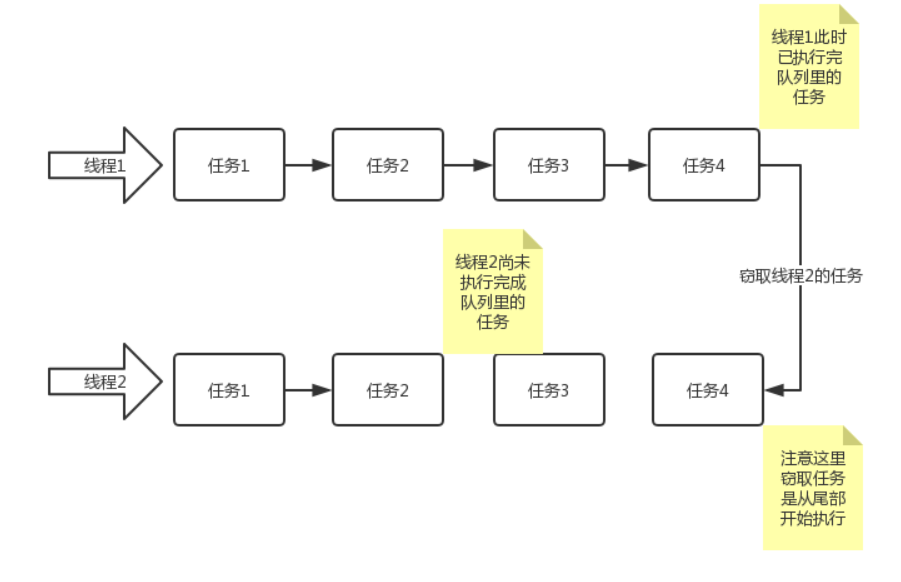 线程1此时
已执行完
队列里的
任务
线程1
任务1
任务2
任务3
任务4
线程2尚未
执行完成
队列里的
任务
窃取线程2的任务
线程2
任务1
任务2
任务3
任务4
注意这里
窃取任务
是从尾部
开始执行